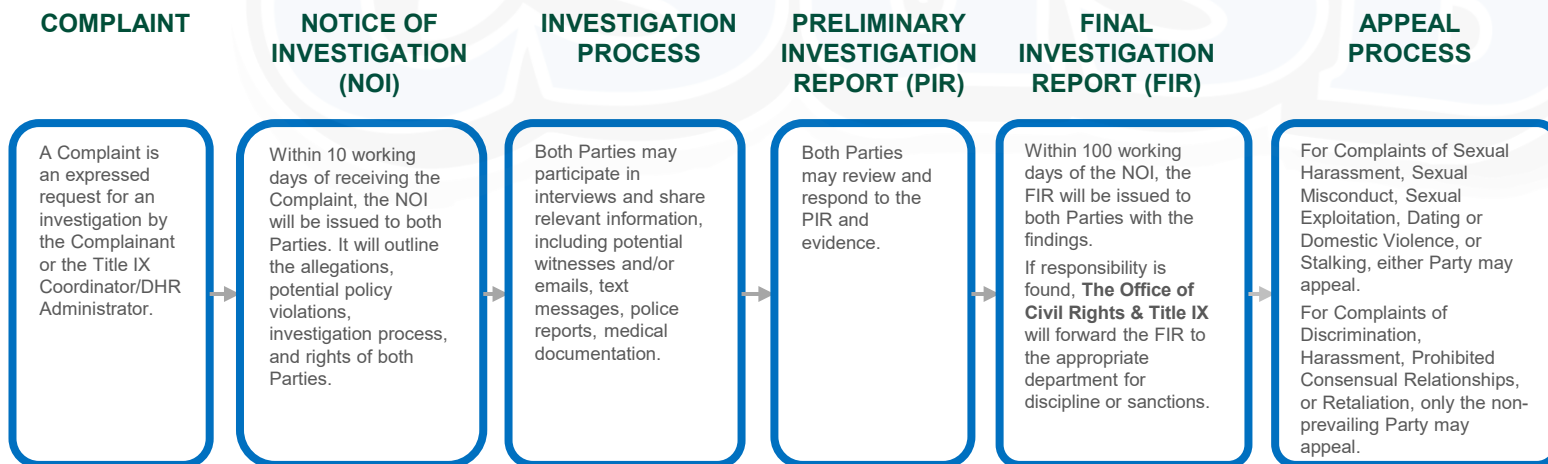 COMPLAINT
A Complaint is
an expressed
request for an
investigation by
the Complainant
or the Title IX
Coordinator/DHR
Administrator.
NOTICE OF
INVESTIGATION
(NOI)
Within 10 working
days of receiving the
Complaint, the NOI
will be issued to both
Parties. It will outline
the allegations,
potential policy
violations,
investigation process,
and rights of both
Parties.
INVESTIGATION
PROCESS
Both Parties may
participate in
interviews and share
relevant information,
including potential
witnesses and/or
emails, text
messages, police
reports, medical
documentation.
PRELIMINARY
INVESTIGATION
REPORT (PIR)
Both Parties
may review and
respond to the
PIR and
evidence.
FINAL
INVESTIGATION
REPORT (FIR)
Within 100 working
days of the NOI, the
FIR will be issued to
both Parties with the
findings.
If responsibility is
found, The Office of
Civil Rights & Title IX
will forward the FIR to
the appropriate
department for
discipline or sanctions.
APPEAL
PROCESS
For Complaints of Sexual
Harassment, Sexual
Misconduct, Sexual
Exploitation, Dating or
Domestic Violence, or
Stalking, either Party may
appeal.
For Complaints of
Discrimination,
Harassment, Prohibited
Consensual Relationships,
or Retaliation, only the non-
prevailing Party may
appeal.